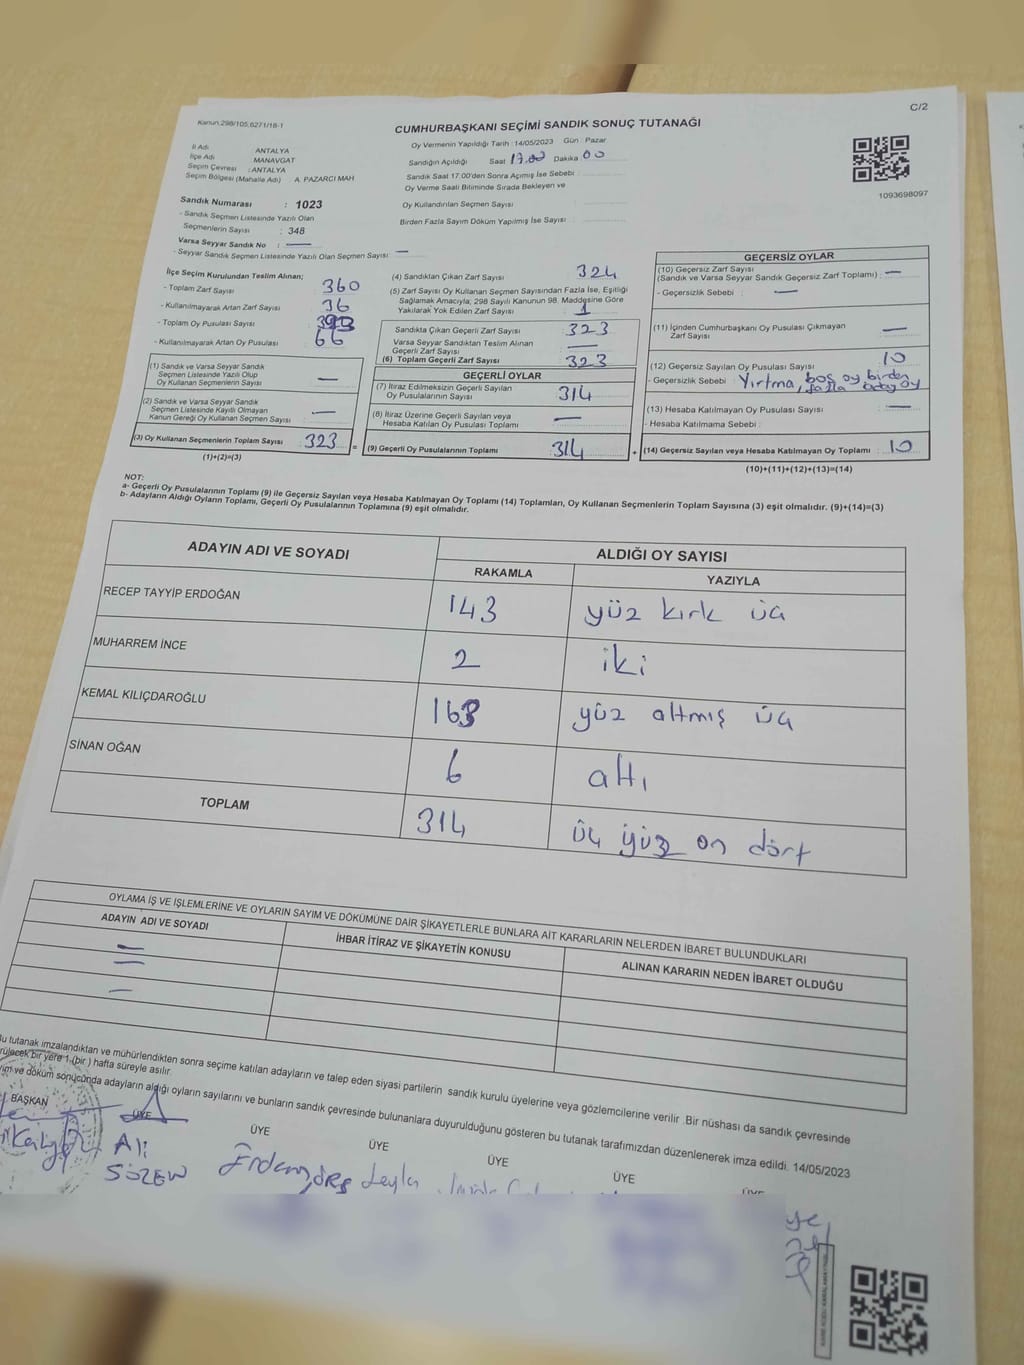 C/2
Kanun.298/105;6271/18-1
CUMHURBAŞKANI SEÇİMİ SANDIK SONUÇ TUTANAĞI
İl Adı ANTALYA
İlçe Adı MANAVGAT
Seçim Çevresi : ANTALYA
Seçim Bölgesi (Mahalle Adı) : A. PAZARCI MAH
Oy Vermenin Yapıldığı Tarih : 14/05/2023 Gün : Pazar
Sandığın Açıldığı Saat 17.00 Dakika 00
Sandık Saat 17.00'den Sonra Açımış İse Sebebi :
Oy Verme Saati Bitiminde Sırada Bekleyen ve
Oy Kullandırılan Seçmen Sayısı :
Birden Fazla Sayım Döküm Yapılmış İse Sayısı :
1093698097
Sandık Numarası : 1023
- Sandık Seçmen Listesinde Yazılı Olan
Seçmenlerin Sayısı : 348
Varsa Seyyar Sandık No : —
- Seyyar Sandık Seçmen Listesinde Yazılı Olan Seçmen Sayısı : —
İlçe Seçim Kurulundan Teslim Alınan;
- Toplam Zarf Sayısı : 360
- Kullanılmayarak Artan Zarf Sayısı : 36
- Toplam Oy Pusulası Sayısı :
- Kullanılmayarak Artan Oy Pusulası : 66
(1) Sandık ve Varsa Seyyar Sandık
Seçmen Listesinde Yazılı Olup
Oy Kullanan Seçmenlerin Sayısı : —
(2) Sandık ve Varsa Seyyar Sandık
Seçmen Listesinde Kayıtlı Olmayan
Kanun Gereği Oy Kullanan Seçmen Sayısı : —
(3) Oy Kullanan Seçmenlerin Toplam Sayısı : 323
(1)+(2)=(3)
(4) Sandıktan Çıkan Zarf Sayısı : 324
(5) Zarf Sayısı Oy Kullanan Seçmen Sayısından Fazla İse, Eşitliği
Sağlamak Amacıyla; 298 Sayılı Kanunun 98. Maddesine Göre
Yakılarak Yok Edilen Zarf Sayısı : 1
Sandıkta Çıkan Geçerli Zarf Sayısı : 323
Varsa Seyyar Sandıktan Teslim Alınan
Geçerli Zarf Sayısı : —
(6) Toplam Geçerli Zarf Sayısı : 323
GEÇERLİ OYLAR
(7) İtiraz Edilmeksizin Geçerli Sayılan
Oy Pusulalarının Sayısı : 314
(8) İtiraz Üzerine Geçerli Sayılan veya
Hesaba Katılan Oy Pusulası Toplamı : —
= (9) Geçerli Oy Pusulalarının Toplamı : 314
GEÇERSİZ OYLAR
(10) Geçersiz Zarf Sayısı
(Sandık ve Varsa Seyyar Sandık Geçersiz Zarf Toplamı) : —
- Geçersizlik Sebebi : —
(11) İçinden Cumhurbaşkanı Oy Pusulası Çıkmayan
Zarf Sayısı : —
(12) Geçersiz Sayılan Oy Pusulası Sayısı : 10
- Geçersizlik Sebebi : Yırtma, boş oy birden
fazla aday oy
(13) Hesaba Katılmayan Oy Pusulası Sayısı : —
- Hesaba Katılmama Sebebi :
+ (14) Geçersiz Sayılan veya Hesaba Katılmayan Oy Toplamı : 10
(10)+(11)+(12)+(13)=(14)
NOT:
a- Geçerli Oy Pusulalarının Toplamı (9) ile Geçersiz Sayılan veya Hesaba Katılmayan Oy Toplamı (14) Toplamları, Oy Kullanan Seçmenlerin Toplam Sayısına (3) eşit olmalıdır. (9)+(14)=(3)
b- Adayların Aldığı Oyların Toplamı, Geçerli Oy Pusulalarının Toplamına (9) eşit olmalıdır.
ADAYIN ADI VE SOYADI ALDIĞI OY SAYISI
RAKAMLA YAZIYLA
RECEP TAYYİP ERDOĞAN 143 yüz kırk üç
MUHARREM İNCE 2 iki
KEMAL KILIÇDAROĞLU 163 yüz altmış üç
SİNAN OĞAN 6 altı
TOPLAM 314 üç yüz on dört
OYLAMA İŞ VE İŞLEMLERİNE VE OYLARIN SAYIM VE DÖKÜMÜNE DAİR ŞİKAYETLERLE BUNLARA AİT KARARLARIN NELERDEN İBARET BULUNDUKLARI
ADAYIN ADI VE SOYADI İHBAR İTİRAZ VE ŞİKAYETİN KONUSU ALINAN KARARIN NEDEN İBARET OLDUĞU
Bu tutanak imzalandıktan ve mühürlendikten sonra seçime katılan adayların ve talep eden siyasi partilerin sandık kurulu üyelerine veya gözlemcilerine verilir. Bir nüshası da sandık çevresinde
bir yere 1 (bir) hafta süreyle asılır.
ve döküm sonucunda adayların aldığı oyların sayılarını ve bunların sandık çevresinde bulunanlara duyurulduğunu gösteren bu tutanak tarafımızdan düzenlenerek imza edildi. 14/05/2023
BAŞKAN ÜYE ÜYE ÜYE ÜYE ÜYE ÜYE
Ali
SÖZEN
Leyla